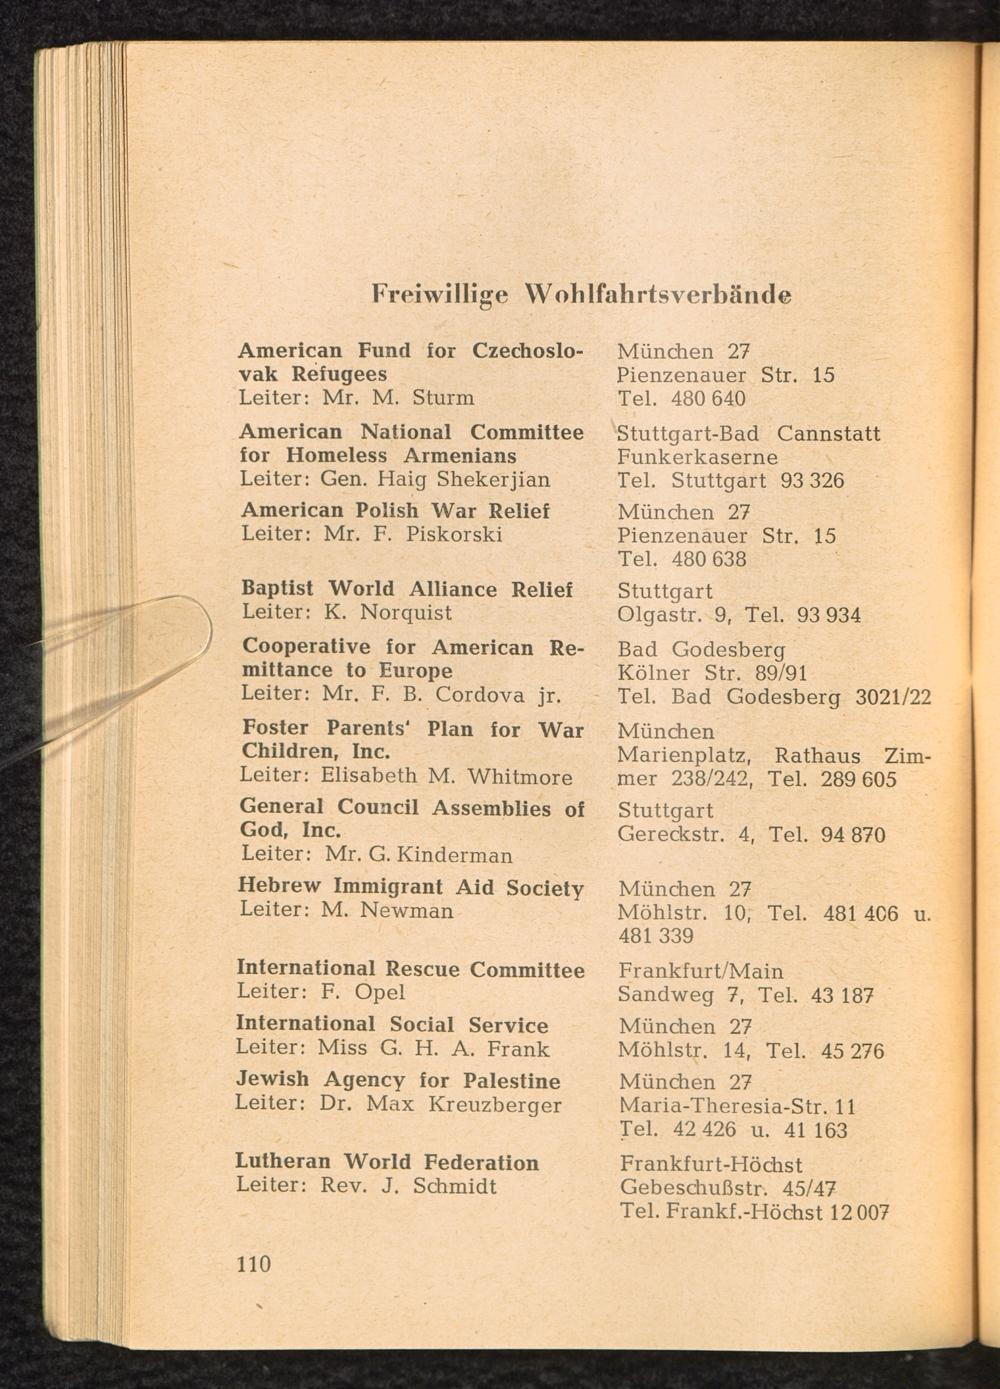 Freiwillige Wohlfahrtsverbände
American Fund for Czechoslo-
vak Refugees
Leiter: Mr. M. Sturm
München 27
Pienzenauer Str. 15
Tel. 480 640
American National Committee
for Homeless Armenians
Leiter: Gen. Haig Shekerjian
Stuttgart-Bad Cannstatt
Funkerkaserne
Tel. Stuttgart 93 326
American Polish War Relief
Leiter: Mr. F. Piskorski
München 27
Pienzenauer Str. 15
Tel. 480 638
Baptist World Alliance Relief
Leiter: K. Norquist
Stuttgart
Olgastr. 9, Tel. 93 934
Cooperative for American Re-
mittance to Europe
Leiter: Mr. F. B. Cordova jr.
Bad Godesberg
Kölner Str. 89/91
Tel. Bad Godesberg 3021/22
Foster Parents' Plan for War
Children, Inc.
Leiter: Elisabeth M. Whitmore
München
Marienplatz, Rathaus Zim-
mer 238/242, Tel. 289 605
General Council Assemblies of
God, Inc.
Leiter: Mr. G. Kinderman
Stuttgart
Gereckstr. 4, Tel. 94 870
Hebrew Immigrant Aid Society
Leiter: M. Newman
München 27
Möhlstr. 10, Tel. 481 406 u.
481 339
International Rescue Committee
Leiter: F. Opel
Frankfurt/Main
Sandweg 7, Tel. 43 187
International Social Service
Leiter: Miss G. H. A. Frank
München 27
Möhlstr. 14, Tel. 45 276
Jewish Agency for Palestine
Leiter: Dr. Max Kreuzberger
München 27
Maria-Theresia-Str. 11
Tel. 42 426 u. 41 163
Lutheran World Federation
Leiter: Rev. J. Schmidt
Frankfurt-Höchst
Gebeschußstr. 45/47
Tel. Frankf.-Höchst 12 007
110